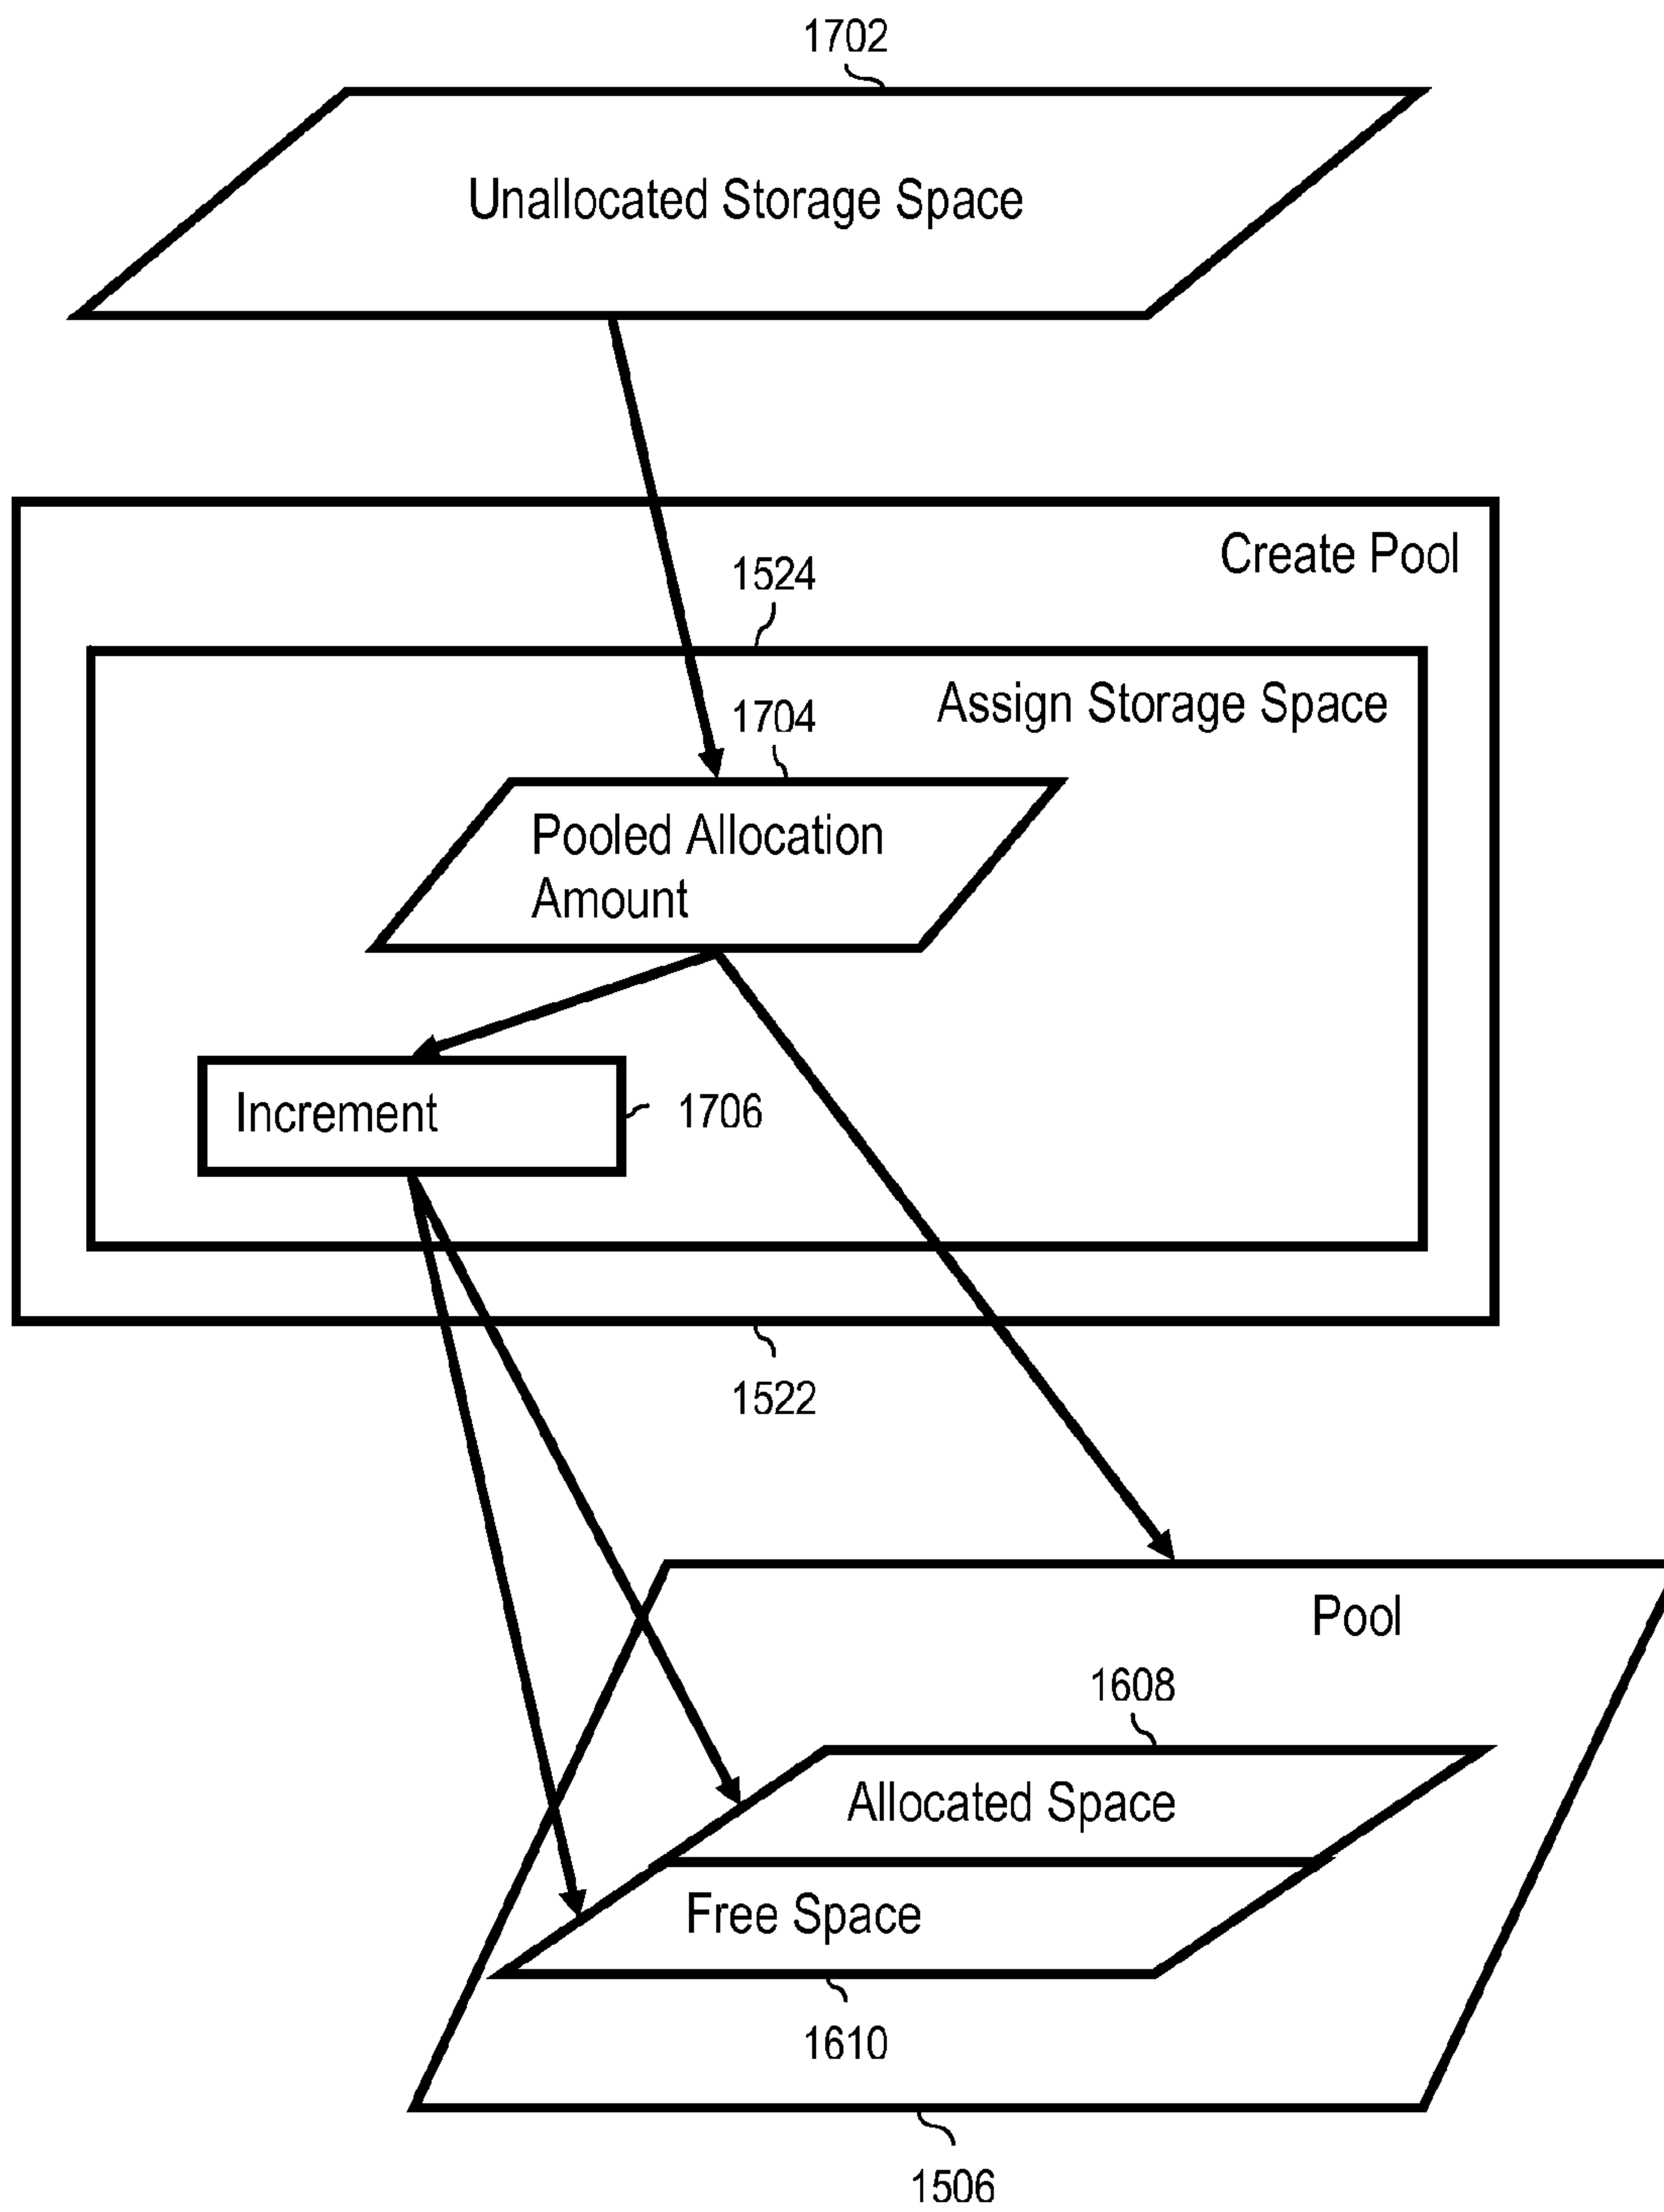 1702
Unallocated Storage Space
Create Pool
1524
Assign Storage Space
1704
Pooled Allocation
Amount
Increment
1706
1522
Pool
1608
Allocated Space
Free Space
1610
1506